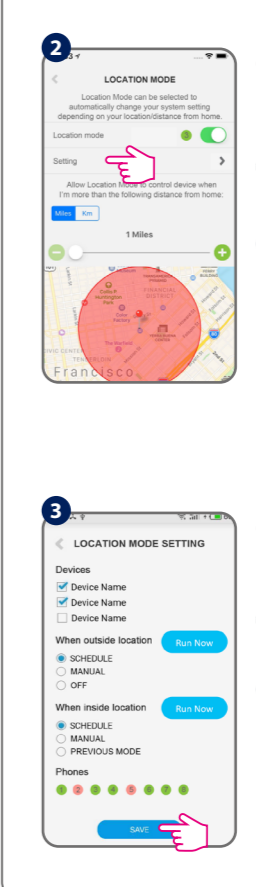 2
LOCATION MODE
Location Mode can be selected to
automatically change your system setting
depending on your location/distance from home.
Location mode 3
Setting
Allow Location Mode to control device when
I'm more than the following distance from home:
Miles Km
1 Miles
FINANCIAL
DISTRICT
Huntington
Park
Francisco
3
LOCATION MODE SETTING
Devices
Device Name
Device Name
Device Name
When outside location Run Now
SCHEDULE
MANUAL
OFF
When inside location Run Now
SCHEDULE
MANUAL
PREVIOUS MODE
Phones
1 2 3 4 5 6 7 8
SAVE